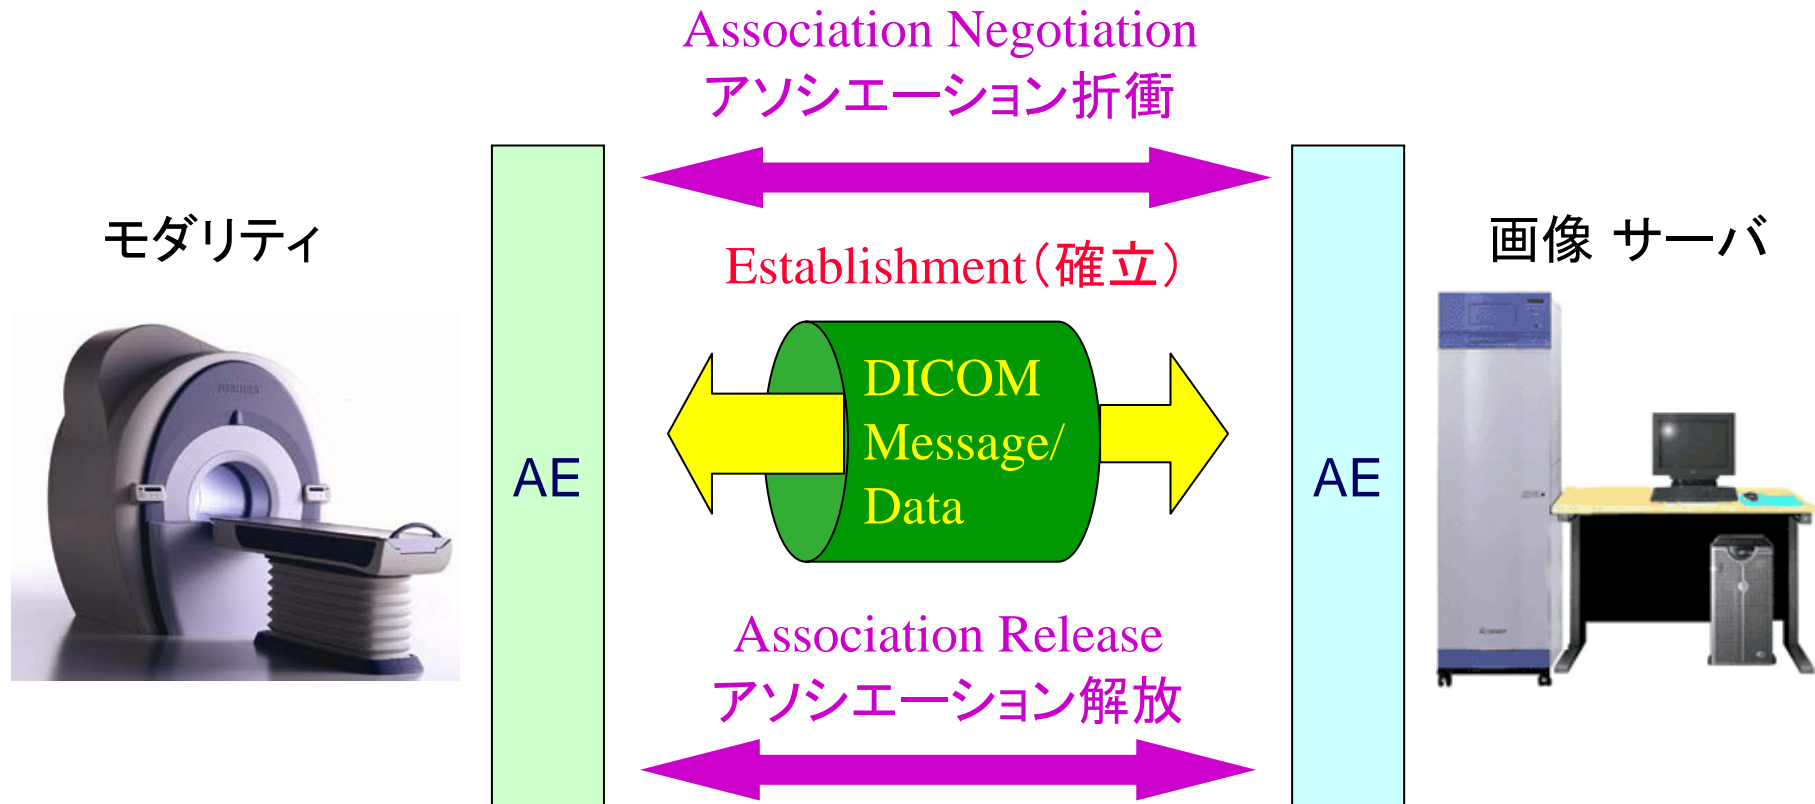 Association Negotiation
アソシエーション折衝
モダリティ
画像 サーバ
Establishment（確立）
TOSHIBA
DICOM
Message/
Data
AE
AE
Association Release
アソシエーション解放